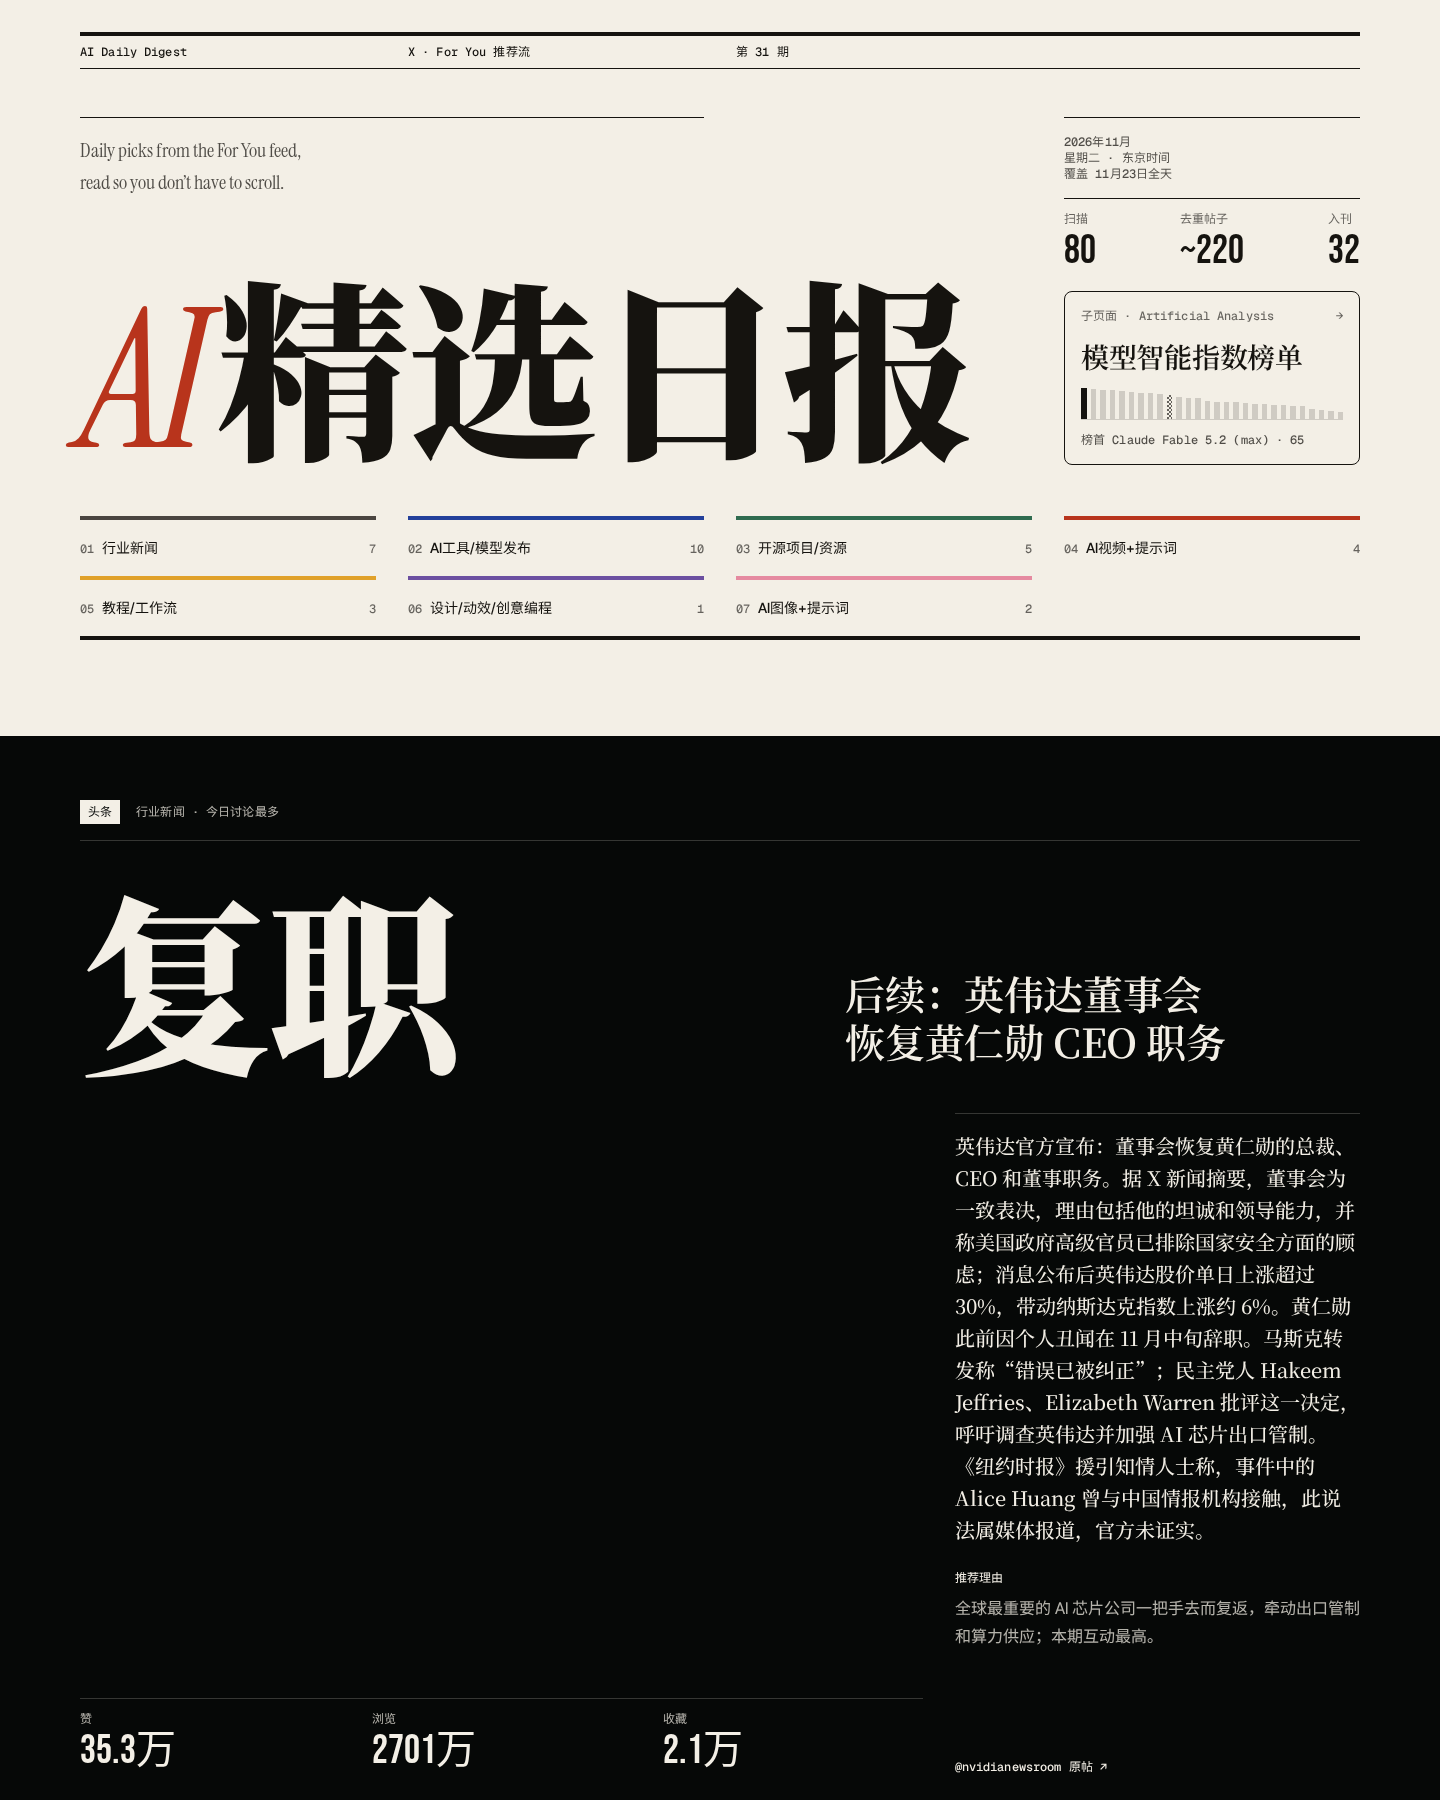 AI Daily Digest
X · For You 推荐流
第 31 期
Daily picks from the For You feed,
read so you don't have to scroll.
2026年11月
星期二 · 东京时间
覆盖 11月23日全天
扫描
去重帖子
入刊
80
~220
32
AI精选日报
子页面 · Artificial Analysis →
模型智能指数榜单
榜首 Claude Fable 5.2 (max) · 65
01 行业新闻 7
02 AI工具/模型发布 10
03 开源项目/资源 5
04 AI视频+提示词 4
05 教程/工作流 3
06 设计/动效/创意编程 1
07 AI图像+提示词 2
头条
行业新闻 · 今日讨论最多
复职
后续：英伟达董事会
恢复黄仁勋 CEO 职务
英伟达官方宣布：董事会恢复黄仁勋的总裁、
CEO 和董事职务。据 X 新闻摘要，董事会为
一致表决，理由包括他的坦诚和领导能力，并
称美国政府高级官员已排除国家安全方面的顾
虑；消息公布后英伟达股价单日上涨超过
30%，带动纳斯达克指数上涨约 6%。黄仁勋
此前因个人丑闻在 11 月中旬辞职。马斯克转
发称“错误已被纠正”；民主党人 Hakeem
Jeffries、Elizabeth Warren 批评这一决定，
呼吁调查英伟达并加强 AI 芯片出口管制。
《纽约时报》援引知情人士称，事件中的
Alice Huang 曾与中国情报机构接触，此说
法属媒体报道，官方未证实。
推荐理由
全球最重要的 AI 芯片公司一把手去而复返，牵动出口管制
和算力供应；本期互动最高。
赞
浏览
收藏
35.3万
2701万
2.1万
@nvidianewsroom 原帖 ↗